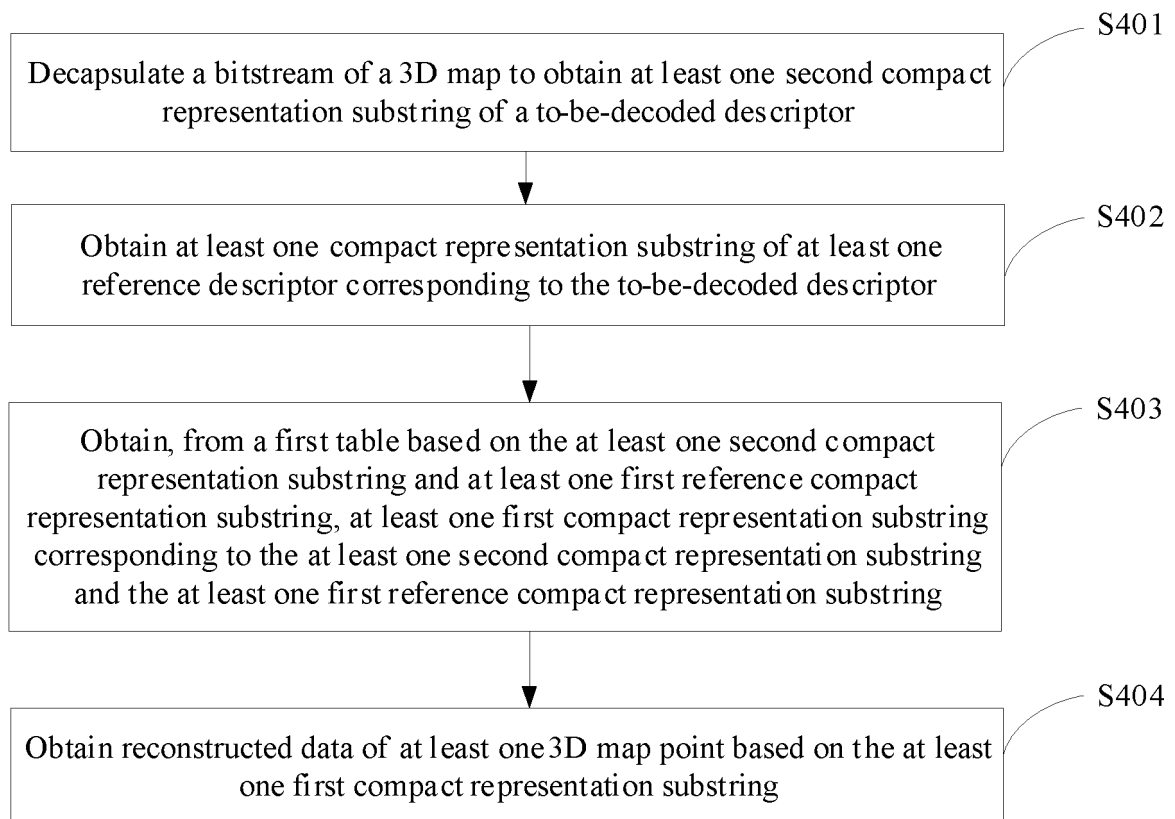 S401
Decapsulate a bitstream of a 3D map to obtain at least one second compact
representation substring of a to-be-decoded descriptor
S402
Obtain at least one compact representation substring of at least one
reference descriptor corresponding to the to-be-decoded descriptor
S403
Obtain, from a first table based on the at least one second compact
representation substring and at least one first reference compact
representation substring, at least one first compact representation substring
corresponding to the at least one second compact representation substring
and the at least one first reference compact representation substring
S404
Obtain reconstructed data of at least one 3D map point based on the at least
one first compact representation substring